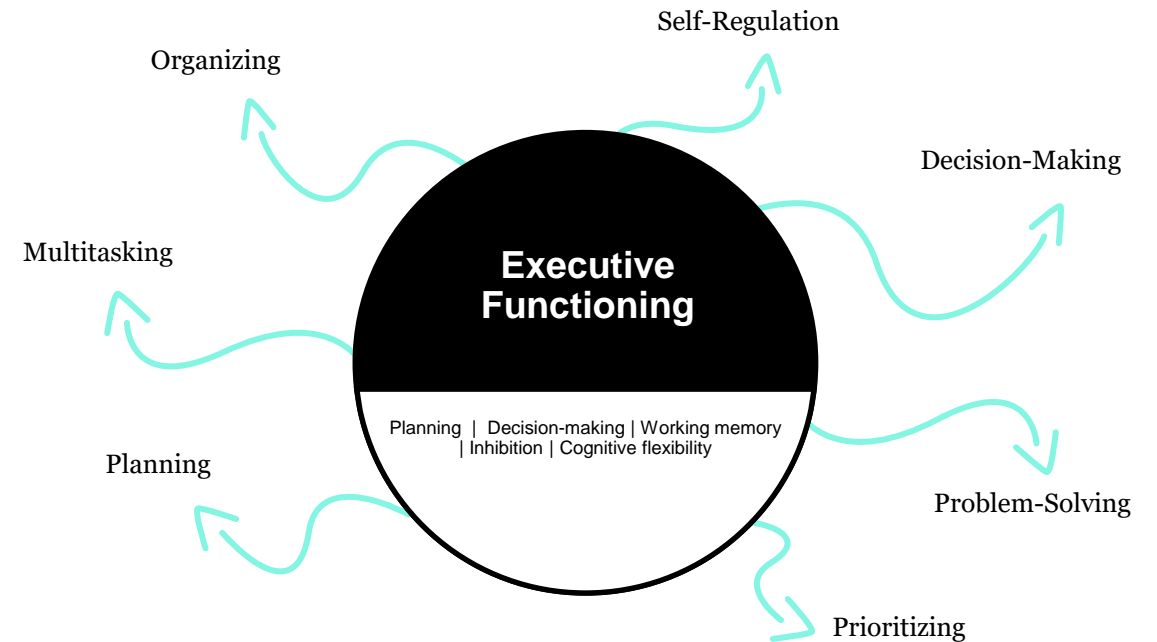 Self-Regulation
Organizing
Decision-Making
Multitasking
Executive
Functioning
Planning | Decision-making | Working memory
| Inhibition | Cognitive flexibility
Planning
Problem-Solving
Prioritizing